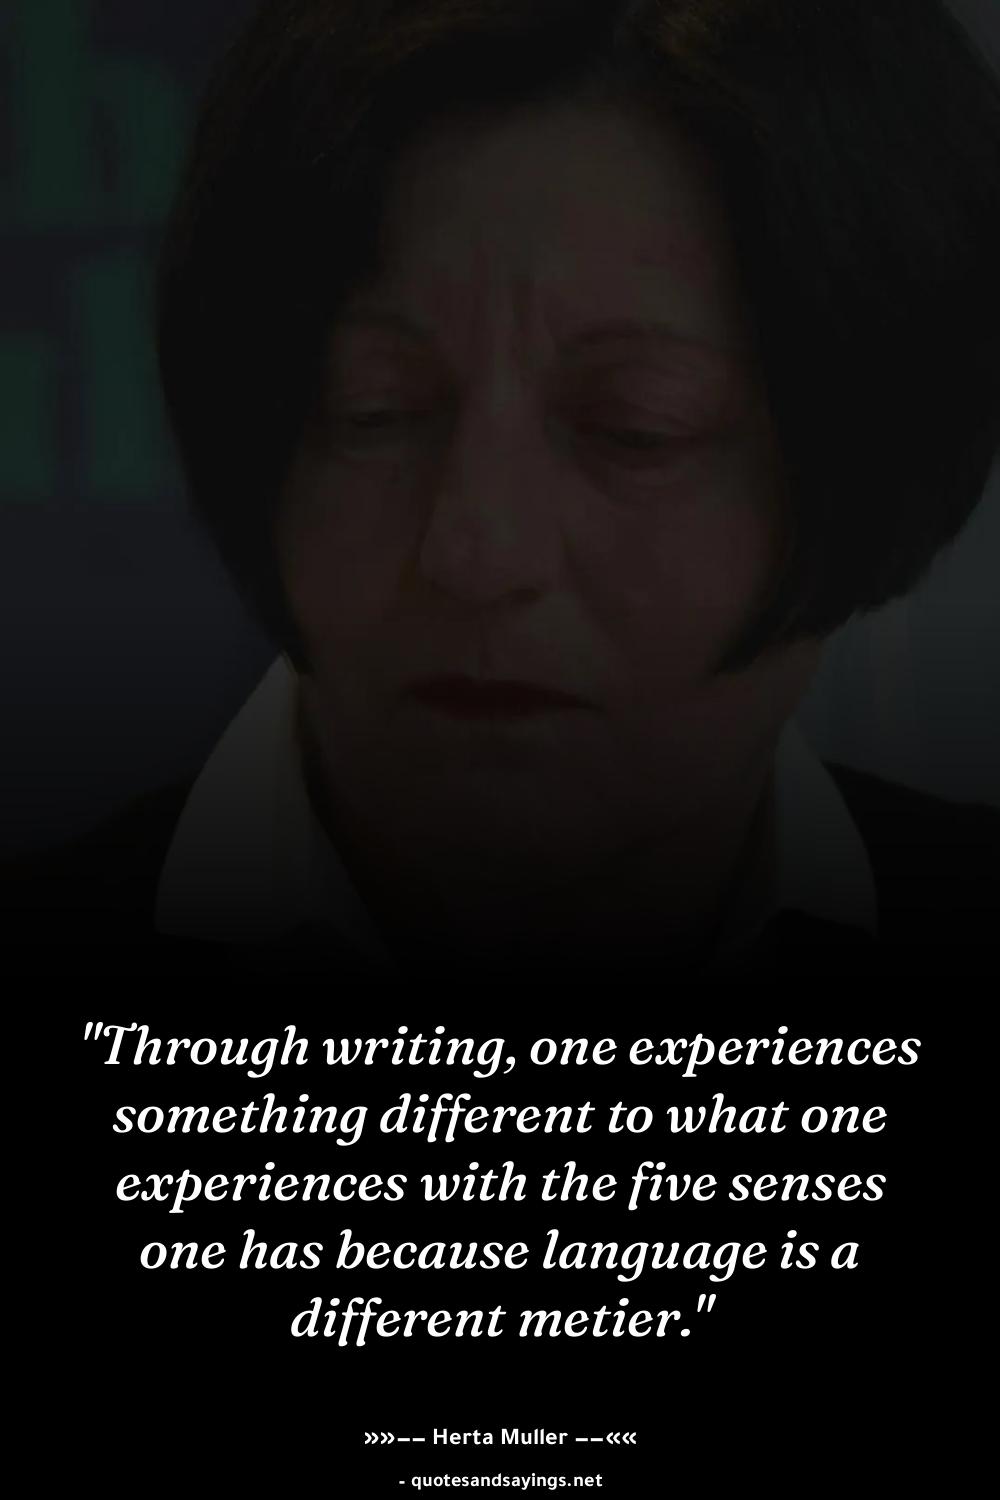 "Through writing, one experiences
something different to what one
experiences with the five senses
one has because language is a
different metier."
»»–– Herta Muller ––««
- quotesandsayings.net